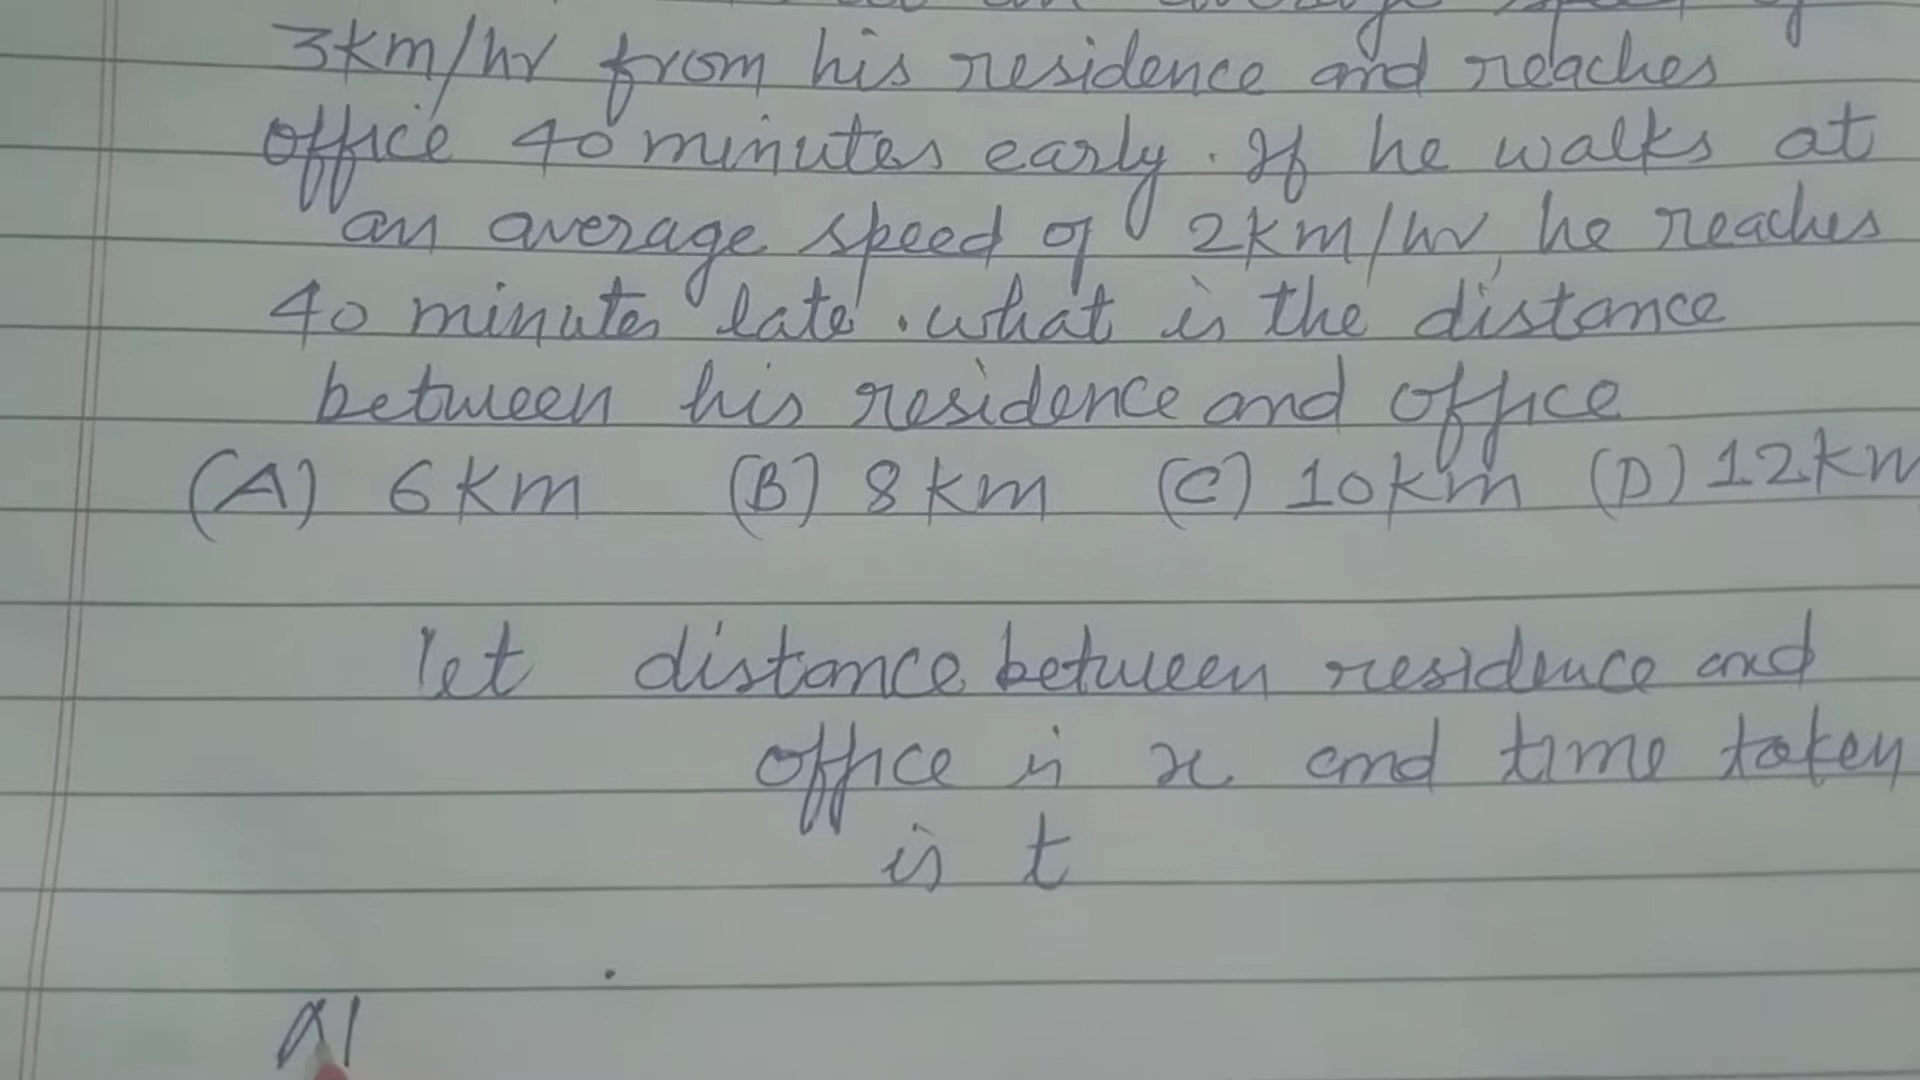 3km/hr from his residence and reaches
office 40 minutes early. If he walks at
an average speed of 2km/hr, he reaches
40 minutes late. what is the distance
between his residence and office
(A) 6km (B) 8km (C) 10km (D) 12km
let distance between residence and
office is x and time taken
is t